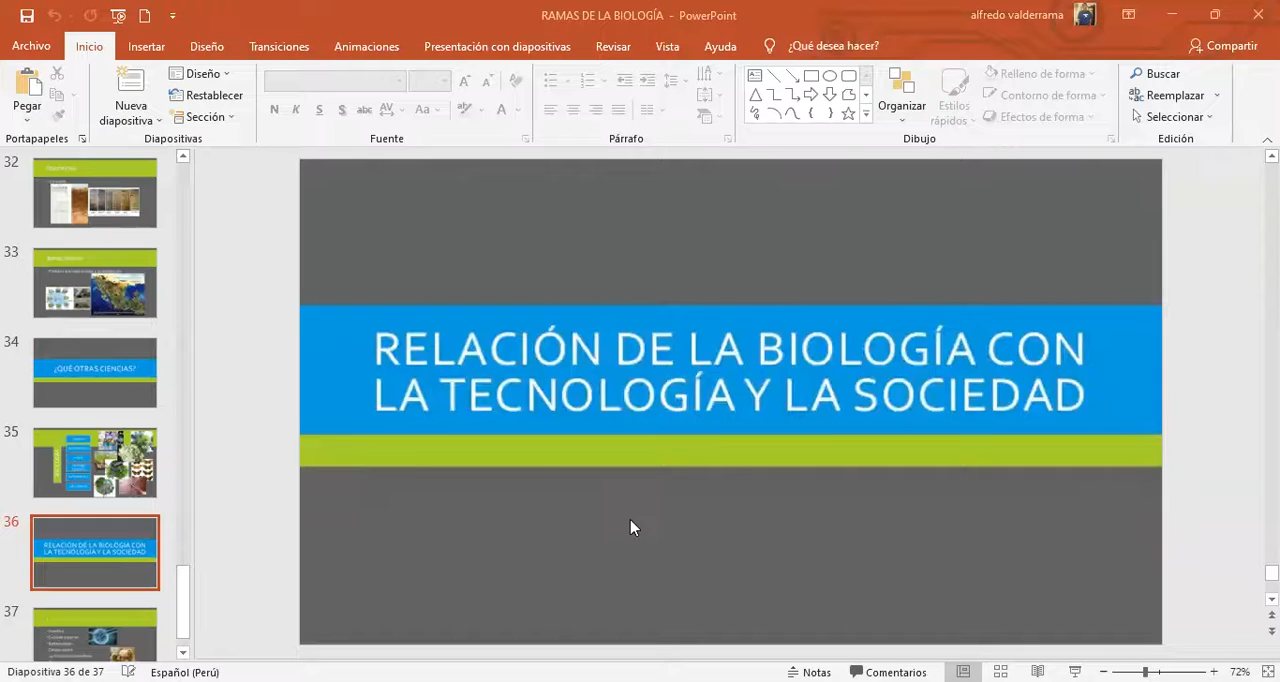 RAMAS DE LA BIOLOGÍA - PowerPoint
alfredo valderrama
Archivo
Inicio
Insertar
Diseño
Transiciones
Animaciones
Presentación con diapositivas
Revisar
Vista
Ayuda
¿Qué desea hacer?
Compartir
Pegar
Portapapeles
Nueva
diapositiva
Diseño
Restablecer
Sección
Diapositivas
N K S S abc AV Aa A
Fuente
Párrafo
Organizar
Estilos
rápidos
Relleno de forma
Contorno de forma
Efectos de forma
Dibujo
Buscar
Reemplazar
Seleccionar
Edición
32
33
34
¿QUÉ OTRAS CIENCIAS?
35
36
RELACIÓN DE LA BIOLOGÍA CON
LA TECNOLOGÍA Y LA SOCIEDAD
37
RELACIÓN DE LA BIOLOGÍA CON
LA TECNOLOGÍA Y LA SOCIEDAD
Diapositiva 36 de 37
Español (Perú)
Notas
Comentarios
72%